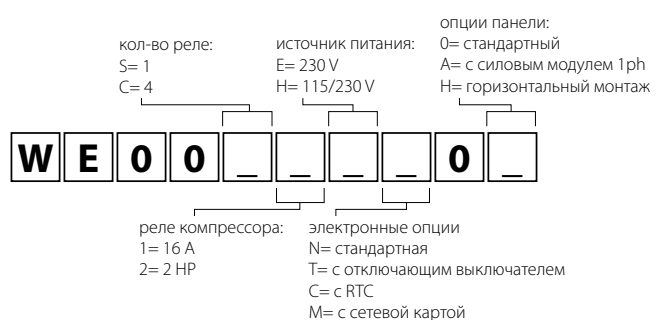 опции панели:
0= стандартный
A= с силовым модулем 1ph
H= горизонтальный монтаж
кол-во реле:
S= 1
C= 4
источник питания:
E= 230 V
H= 115/230 V
W E 0 0 _ _ _ _ 0 _
реле компрессора:
1= 16 A
2= 2 HP
электронные опции
N= стандартная
T= с отключающим выключателем
C= с RTC
M= с сетевой картой